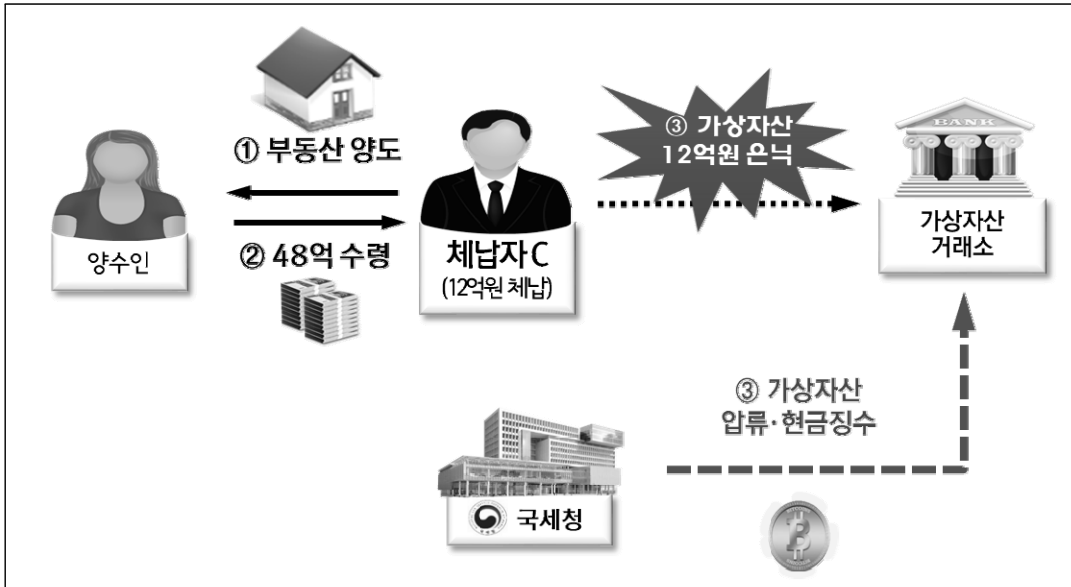 ① 부동산 양도
② 48억 수령
양수인
체납자 C
(12억원 체납)
③ 가상자산
12억원 은닉
BANK
가상자산
거래소
③ 가상자산
압류·현금징수
국세청